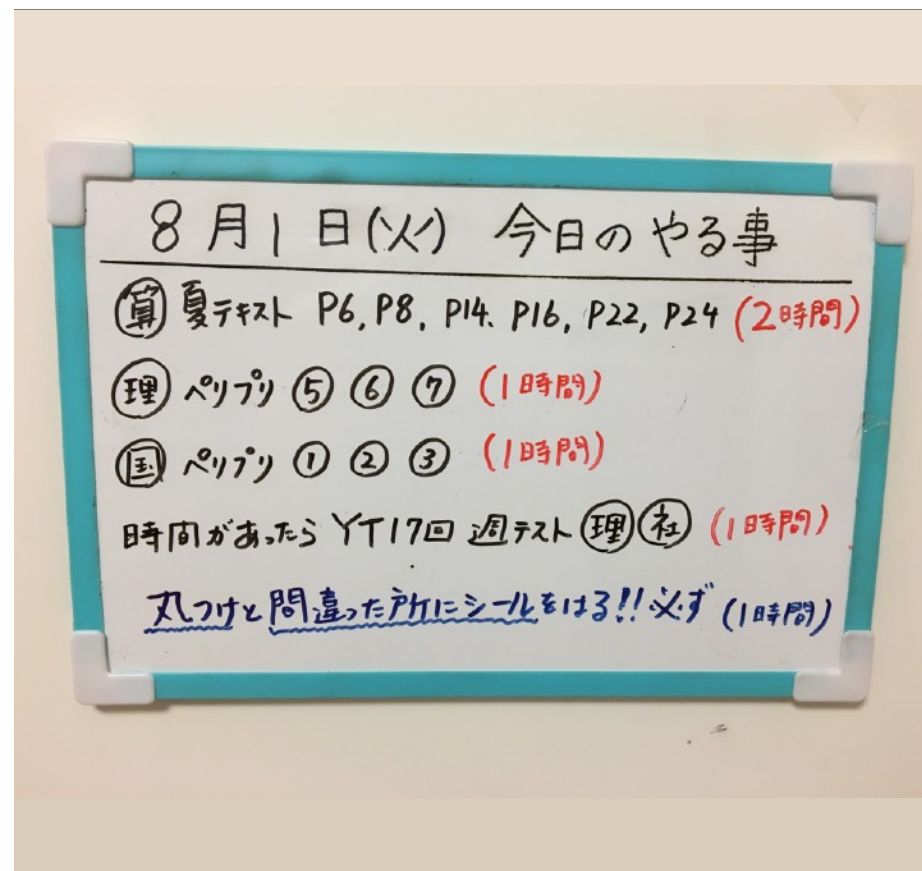 8月1日(火) 今日のやる事
㊥算 夏テキスト P6, P8, P14、P16, P22, P24 (2時間)
理 ペリプリ ⑤ ⑥ ⑦ (1時間)
国 ペリプリ ① ② ③ (1時間)
時間があったら YT17回 週テスト 理 社 (1時間)
丸つけと間違った所にシールをはる!! 必ず (1時間)